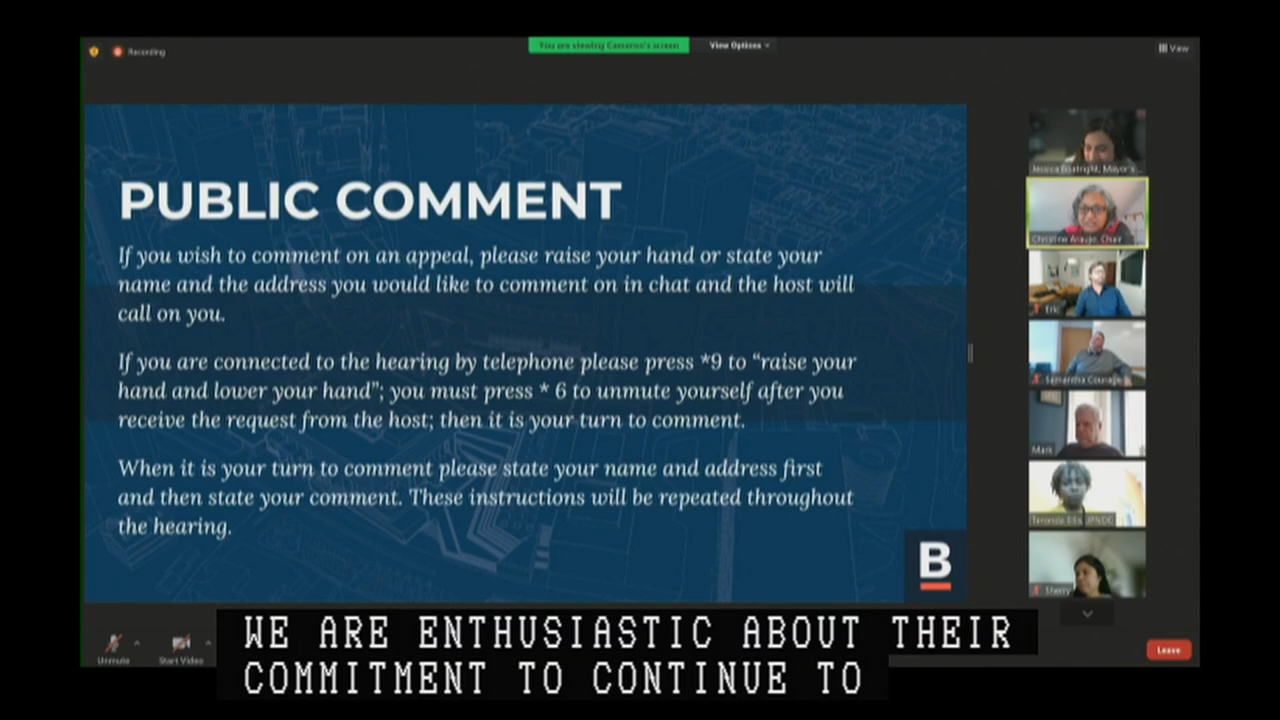 Recording
You are viewing Cameron's screen
View Options
View
PUBLIC COMMENT
If you wish to comment on an appeal, please raise your hand or state your
name and the address you would like to comment on in chat and the host will
call on you.
If you are connected to the hearing by telephone please press *9 to “raise your
hand and lower your hand”; you must press * 6 to unmute yourself after you
receive the request from the host; then it is your turn to comment.
When it is your turn to comment please state your name and address first
and then state your comment. These instructions will be repeated throughout
the hearing.
B
Jessica Boatright, Mayor's
Christine Araujo, Chair
Eric
Samantha
Mark
Ellis, JPNDC
Sherry
Unmute
Start Video
Leave
WE ARE ENTHUSIASTIC ABOUT THEIR
COMMITMENT TO CONTINUE TO